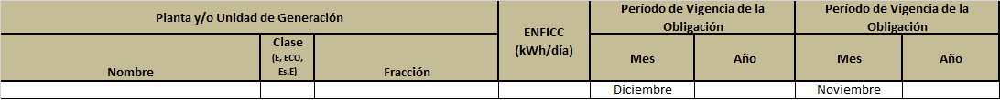 Planta y/o Unidad de Generación
ENFICC
(kWh/día)
Período de Vigencia de la
Obligación
Período de Vigencia de la
Obligación
Nombre
Clase
(E, ECO,
Es,E)
Fracción
Mes
Año
Mes
Año
Diciembre
Noviembre